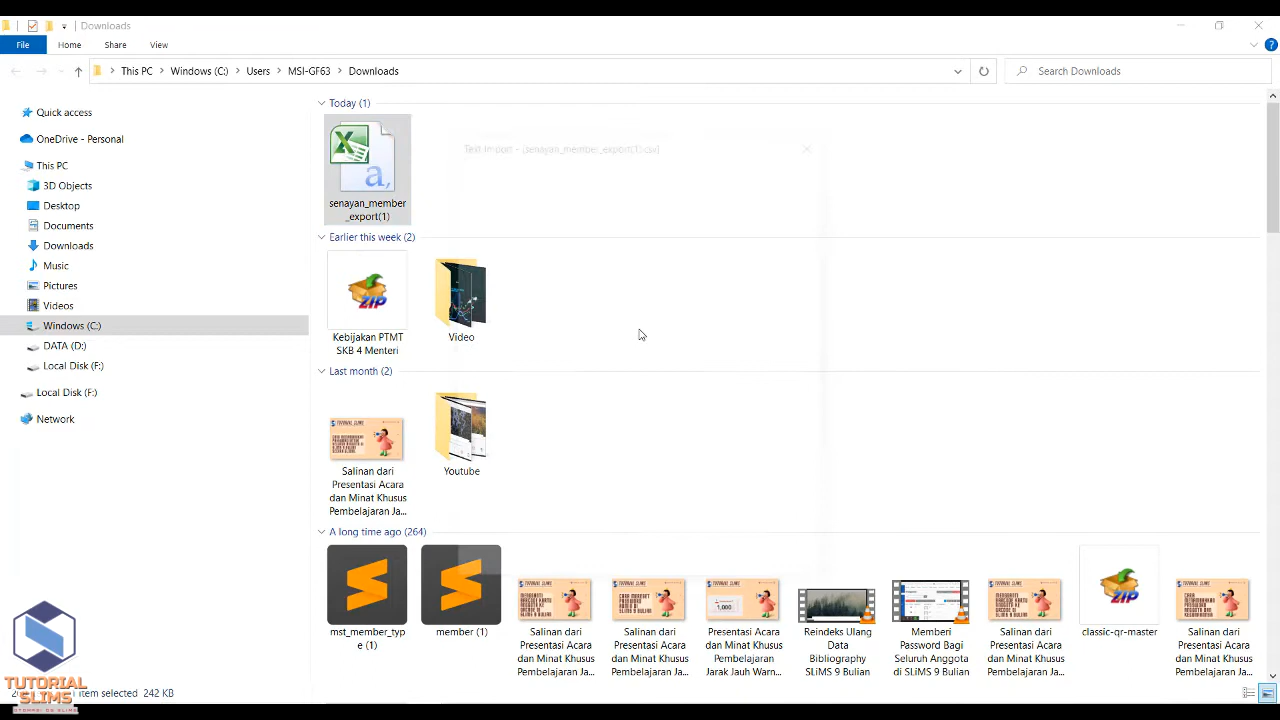 Downloads
File
Home
Share
View
This PC
Windows (C:)
Users
MSI-GF63
Downloads
Search Downloads
Quick access
OneDrive - Personal
This PC
3D Objects
Desktop
Documents
Downloads
Music
Pictures
Videos
Windows (C:)
DATA (D:)
Local Disk (F:)
Local Disk (F:)
Network
Today (1)
senayan_member
_export(1)
Text Import - [senayan_member_export(1).csv]
Earlier this week (2)
Kebijakan PTMT
SKB 4 Menteri
Video
Last month (2)
Salinan dari
Presentasi Acara
dan Minat Khusus
Pembelajaran Ja...
Youtube
A long time ago (264)
mst_member_typ
e (1)
member (1)
Salinan dari
Presentasi Acara
dan Minat Khusus
Pembelajaran Ja...
Salinan dari
Presentasi Acara
dan Minat Khusus
Pembelajaran Ja...
Presentasi Acara
dan Minat Khusus
Pembelajaran
Jarak Jauh Warn...
Reindeks Ulang
Data
Bibliography
SLiMS 9 Bulian
Memberi
Password Bagi
Seluruh Anggota
di SLiMS 9 Bulian
Salinan dari
Presentasi Acara
dan Minat Khusus
Pembelajaran Ja...
classic-qr-master
Salinan dari
Presentasi Acara
dan Minat Khusus
Pembelajaran Ja...
TUTORIAL
SLIMS
item selected
242 KB